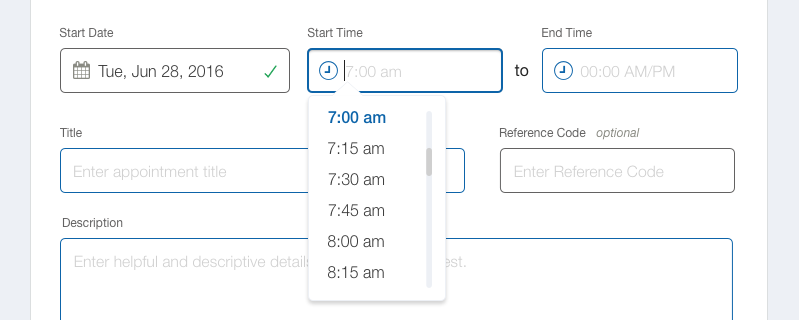 Start Date
Start Time
End Time
Tue, Jun 28, 2016
7:00 am
to
00:00 AM/PM
7:00 am
7:15 am
7:30 am
7:45 am
8:00 am
8:15 am
Title
Reference Code optional
Enter appointment title
Enter Reference Code
Description
Enter helpful and descriptive details
est.